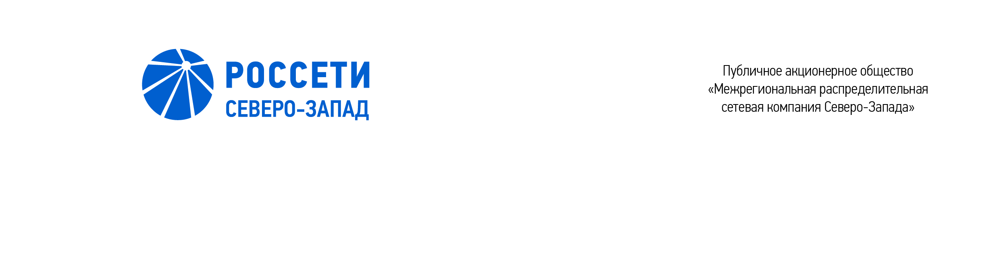 РОССЕТИ
СЕВЕРО-ЗАПАД
Публичное акционерное общество
«Межрегиональная распределительная
сетевая компания Северо-Запада»